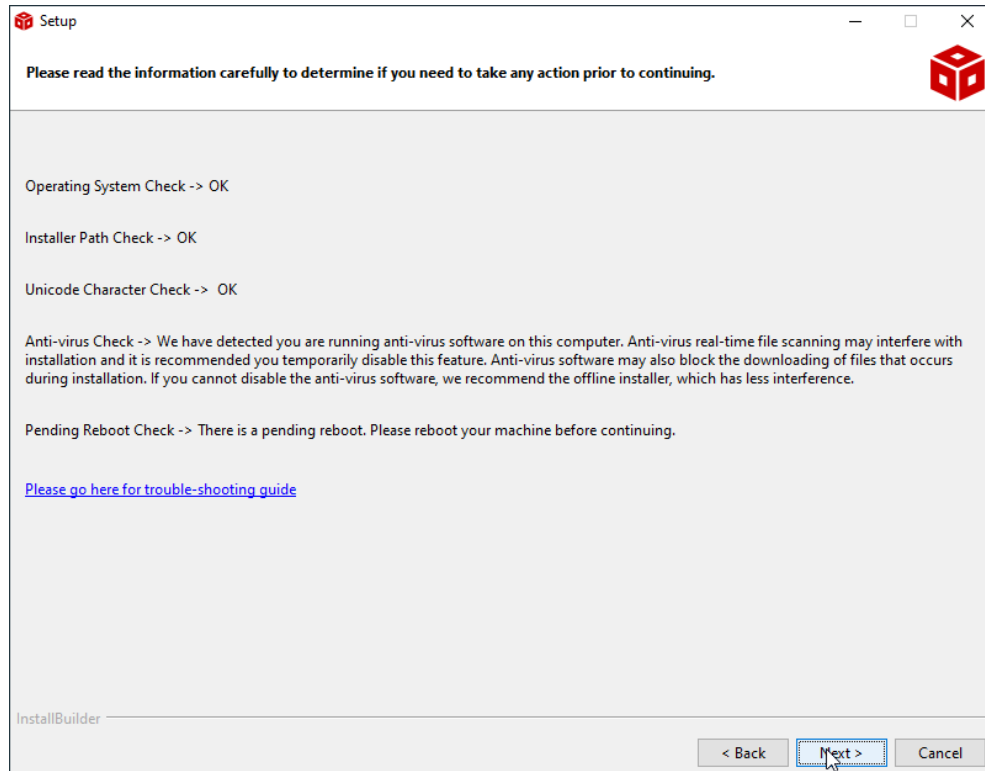 Setup
Please read the information carefully to determine if you need to take any action prior to continuing.
Operating System Check -> OK
Installer Path Check -> OK
Unicode Character Check ->  OK
Anti-virus Check -> We have detected you are running anti-virus software on this computer. Anti-virus real-time file scanning may interfere with
installation and it is recommended you temporarily disable this feature. Anti-virus software may also block the downloading of files that occurs
during installation. If you cannot disable the anti-virus software, we recommend the offline installer, which has less interference.
Pending Reboot Check -> There is a pending reboot. Please reboot your machine before continuing.
Please go here for trouble-shooting guide
InstallBuilder
< Back
Next >
Cancel